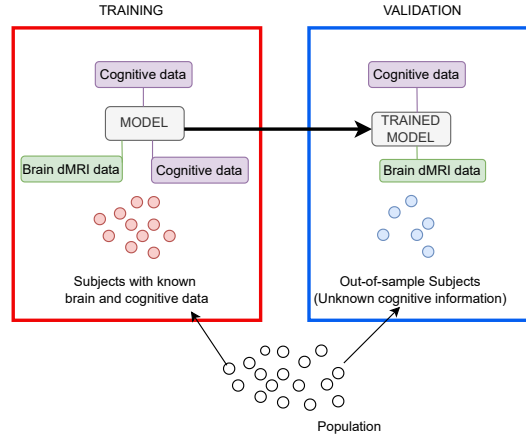 TRAINING
VALIDATION
Cognitive data
MODEL
Brain dMRI data
Cognitive data
Subjects with known
brain and cognitive data
Cognitive data
TRAINED
MODEL
Brain dMRI data
Out-of-sample Subjects
(Unknown cognitive information)
Population